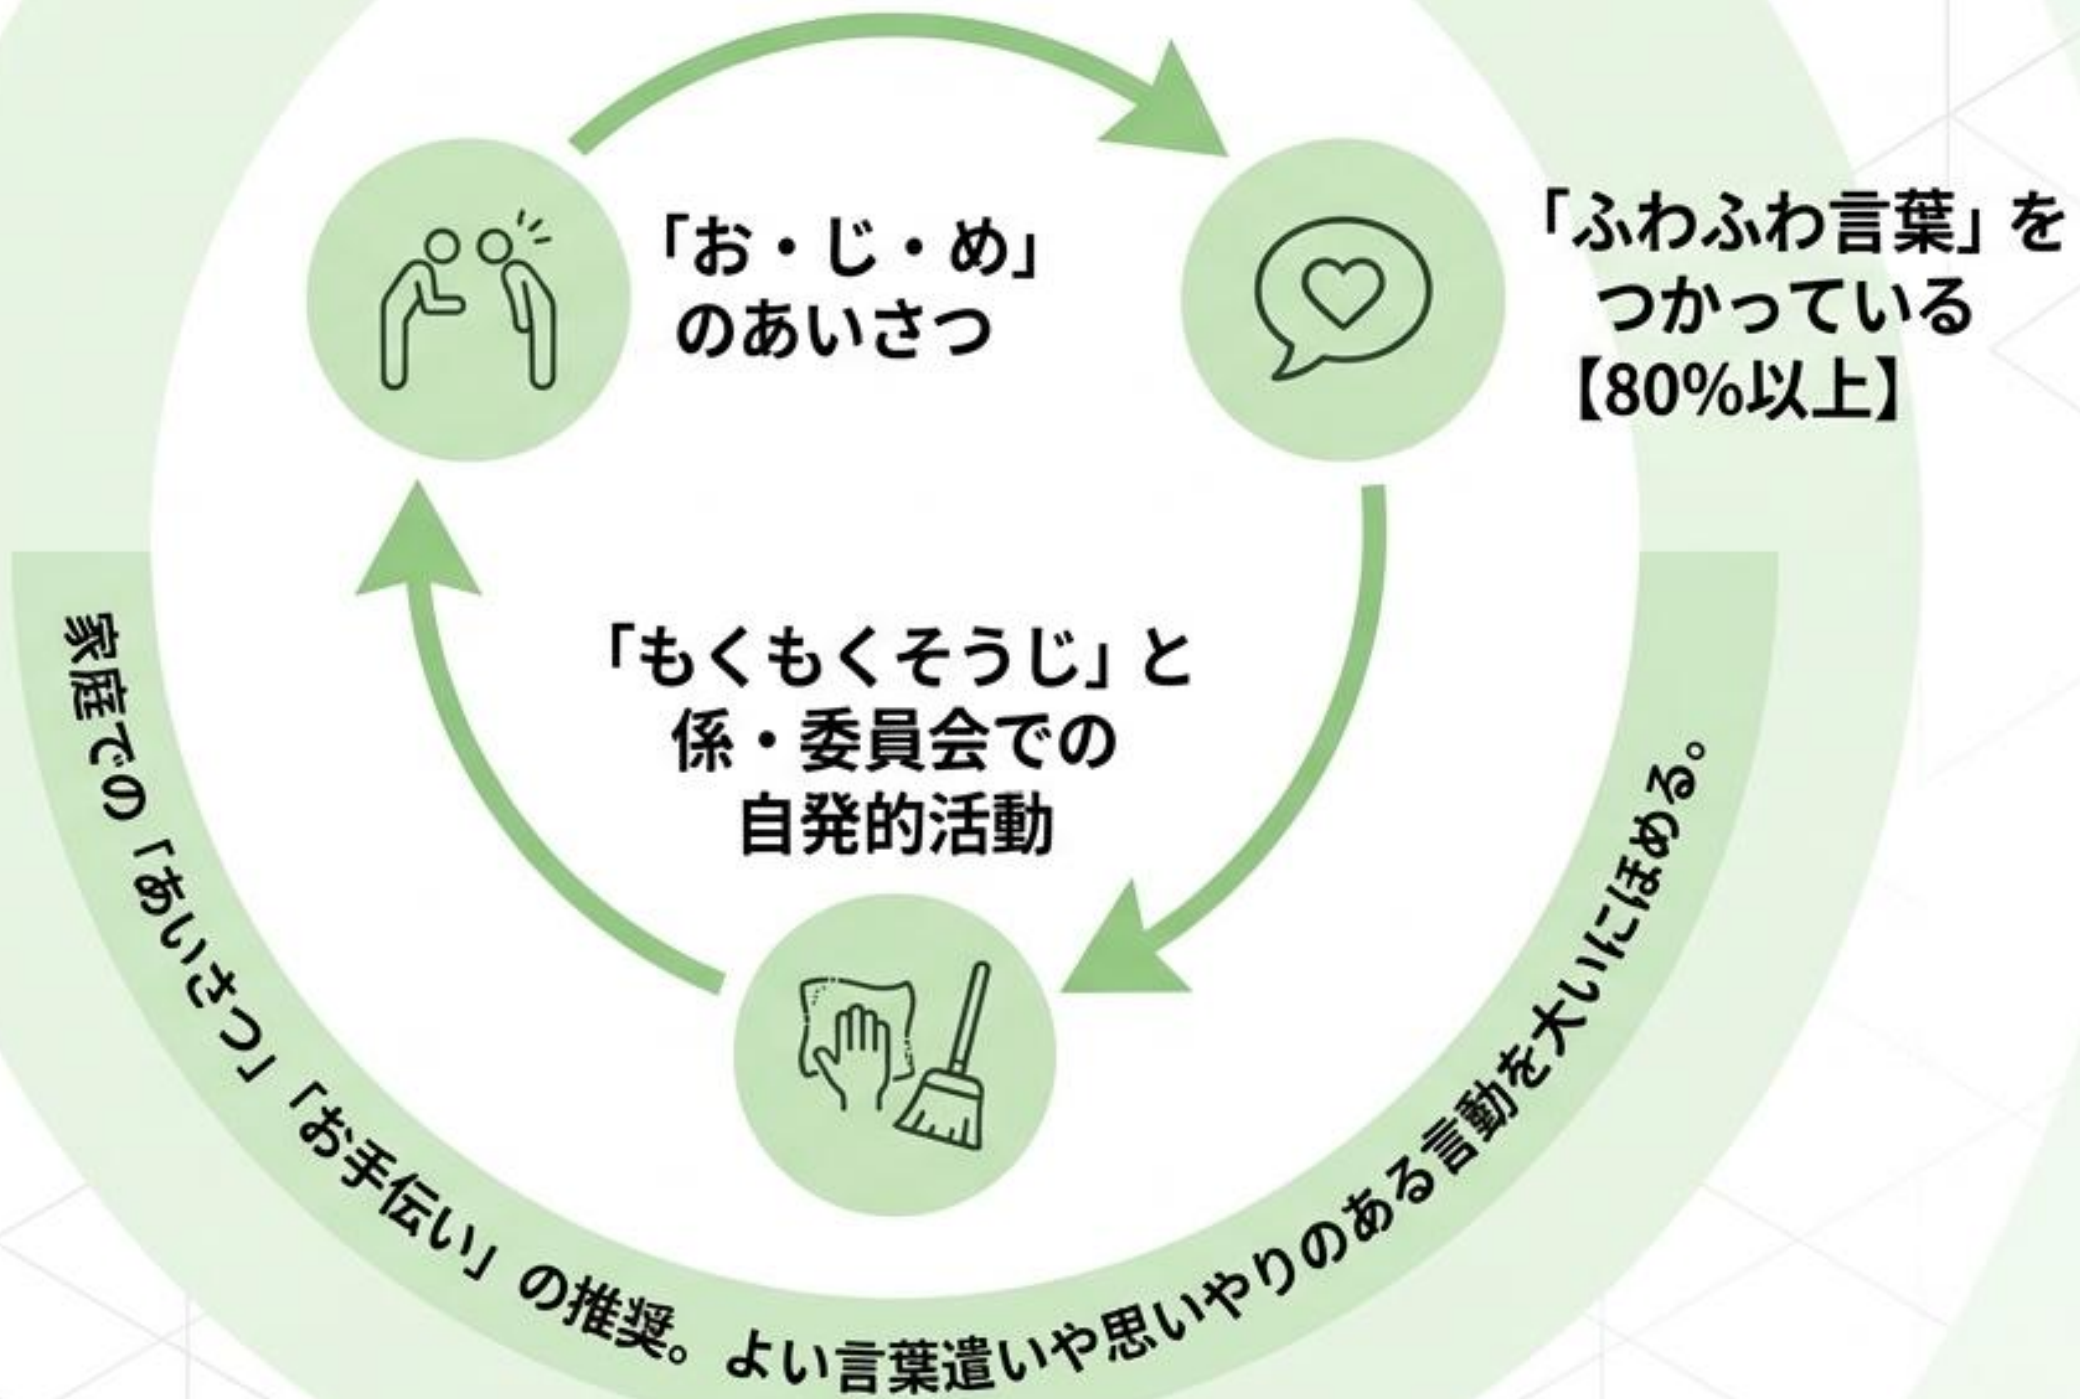 「お・じ・め」
のあいさつ
「ふわふわ言葉」を
つかっている
【80%以上】
「もくもくそうじ」と
係・委員会での
自発的活動
家庭での「あいさつ」「お手伝い」の推奨。よい言葉遣いや思いやりのある言動を大いにほめる。